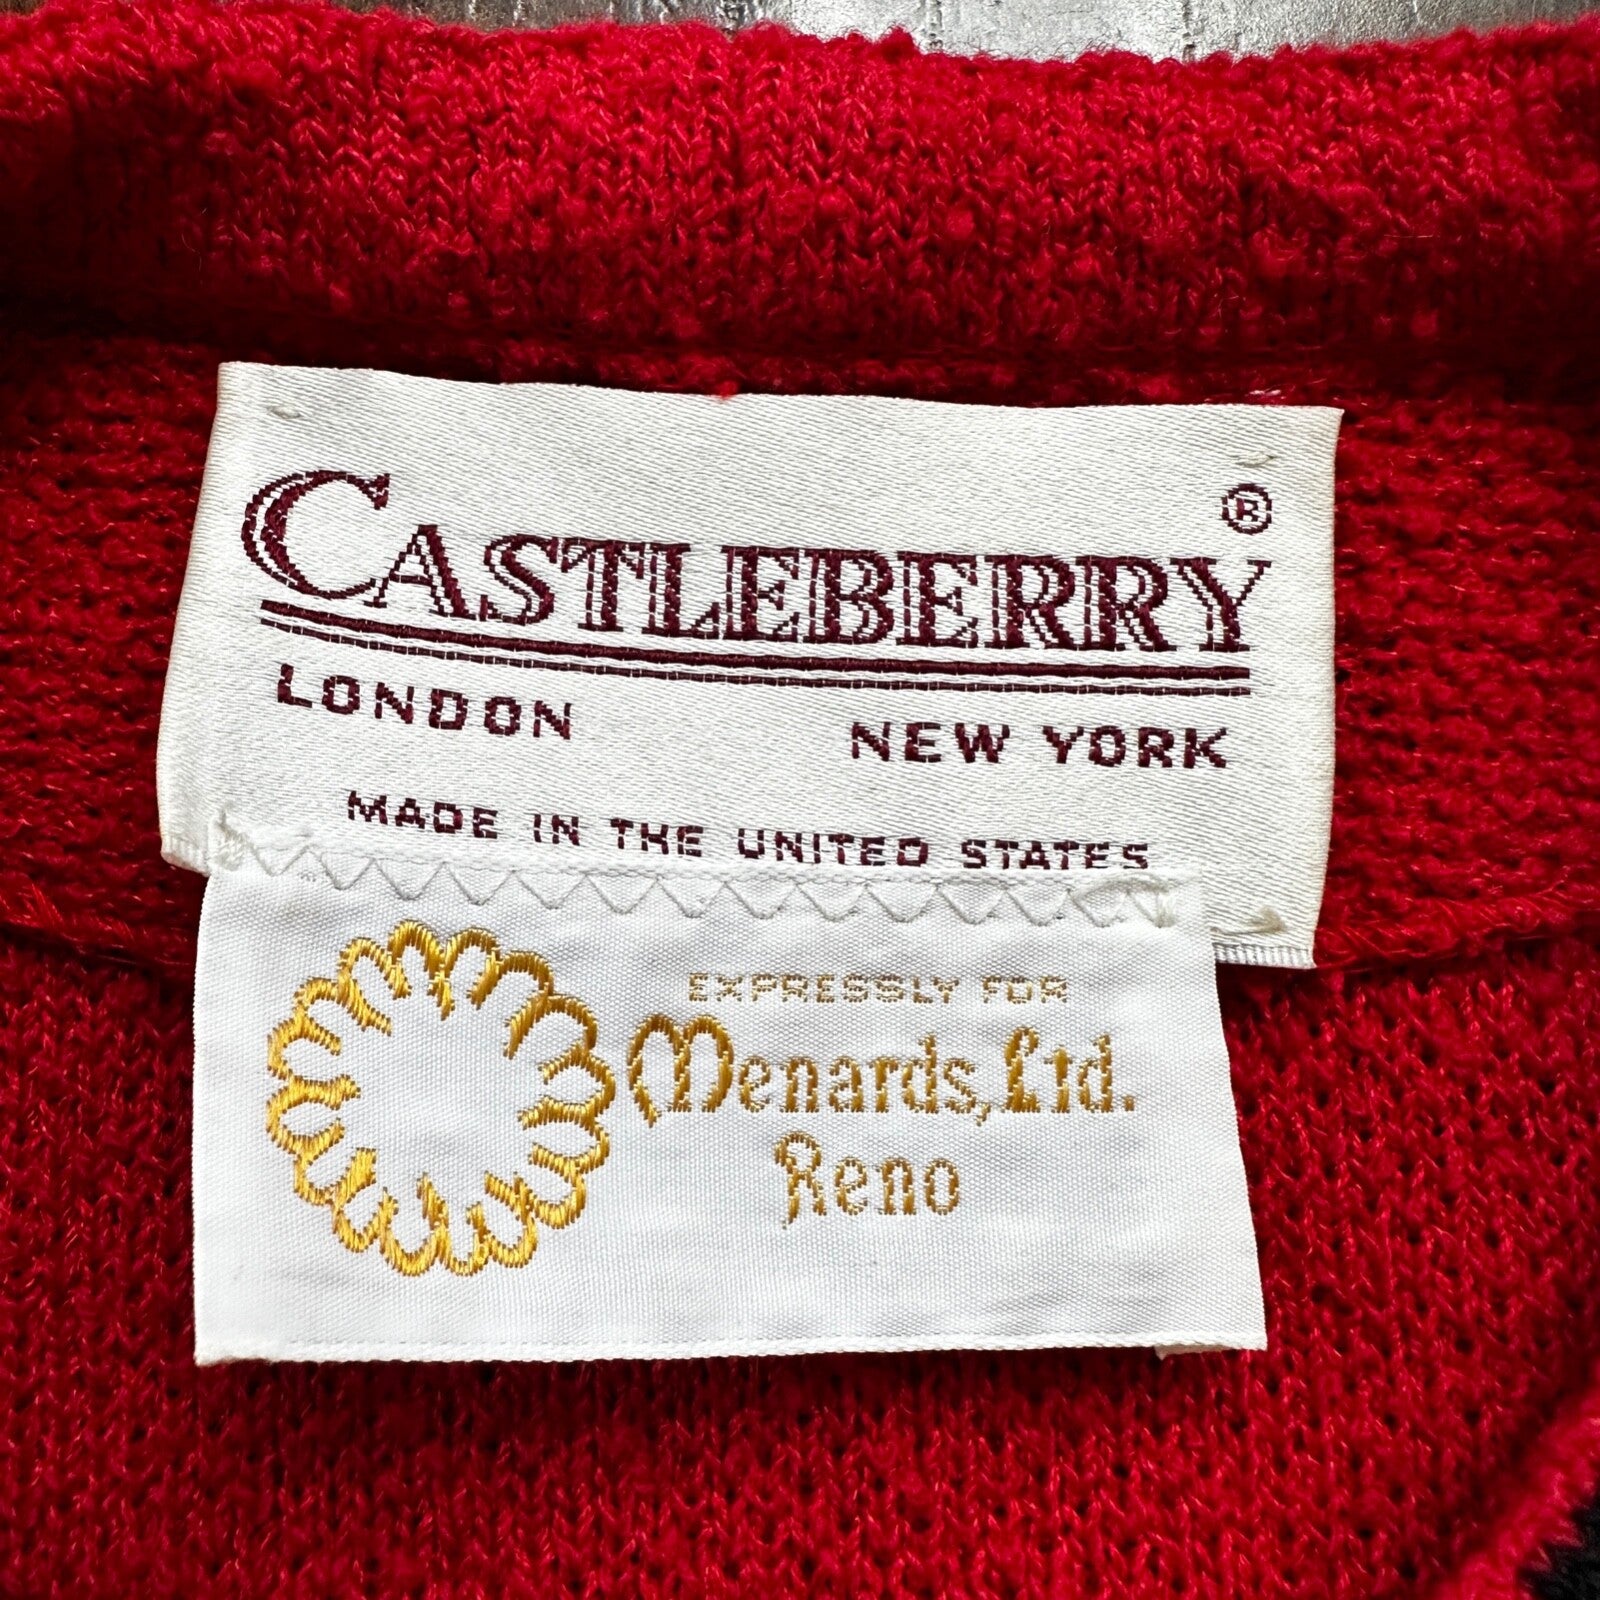 CASTLEBERRY ®
LONDON NEW YORK
MADE IN THE UNITED STATES
EXPRESSLY FOR
Menards, Ltd.
Reno